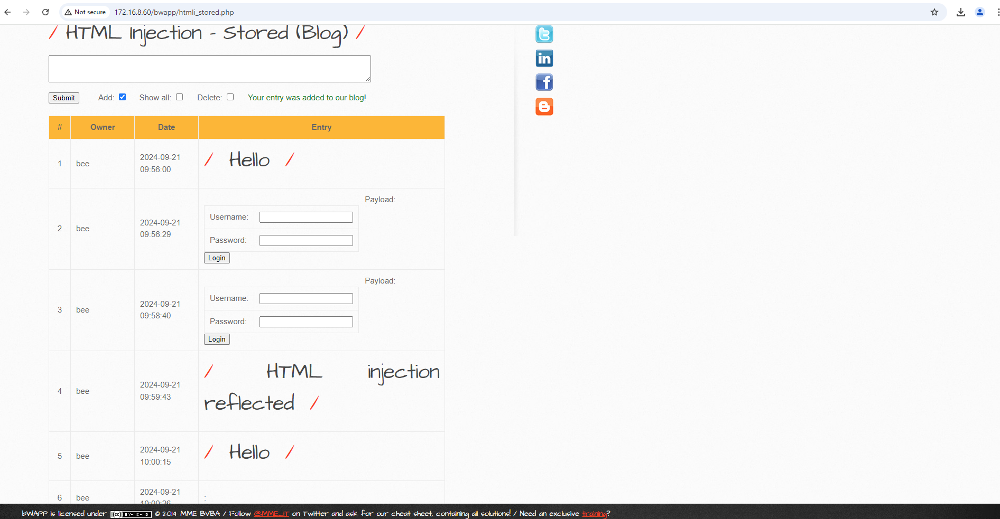 Not secure 172.16.8.60/bwapp/htmli_stored.php
/ HTML Injection - Stored (Blog) /
Submit Add: Show all: Delete: Your entry was added to our blog!
# Owner Date Entry
1 bee 2024-09-21 09:56:00 / Hello /
2 bee 2024-09-21 09:56:29 Payload:
Username:
Password:
Login
3 bee 2024-09-21 09:58:40 Payload:
Username:
Password:
Login
4 bee 2024-09-21 09:59:43 / HTML injection
reflected /
5 bee 2024-09-21 10:00:15 / Hello /
6 bee 2024-09-21 10:00:26 :
bWAPP is licensed under CC BY-NC-ND © 2014 MME BVBA / Follow @MME_IT on Twitter and ask for our cheat sheet, containing all solutions! / Need an exclusive training?